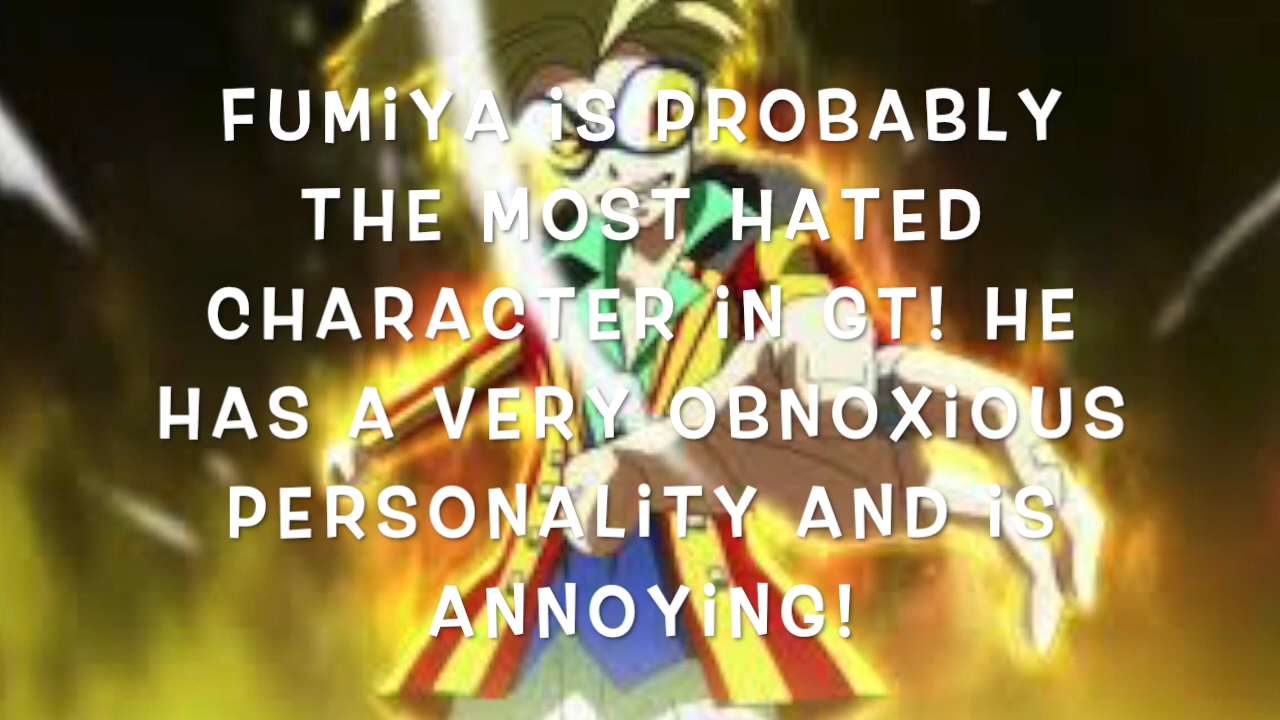 FUMiYA iS PROBABLY
THE MOST HATED
CHARACTER iN GT! HE
HAS A VERY OBNOXiOUS
PERSONALiTY AND iS
ANNOYiNG!